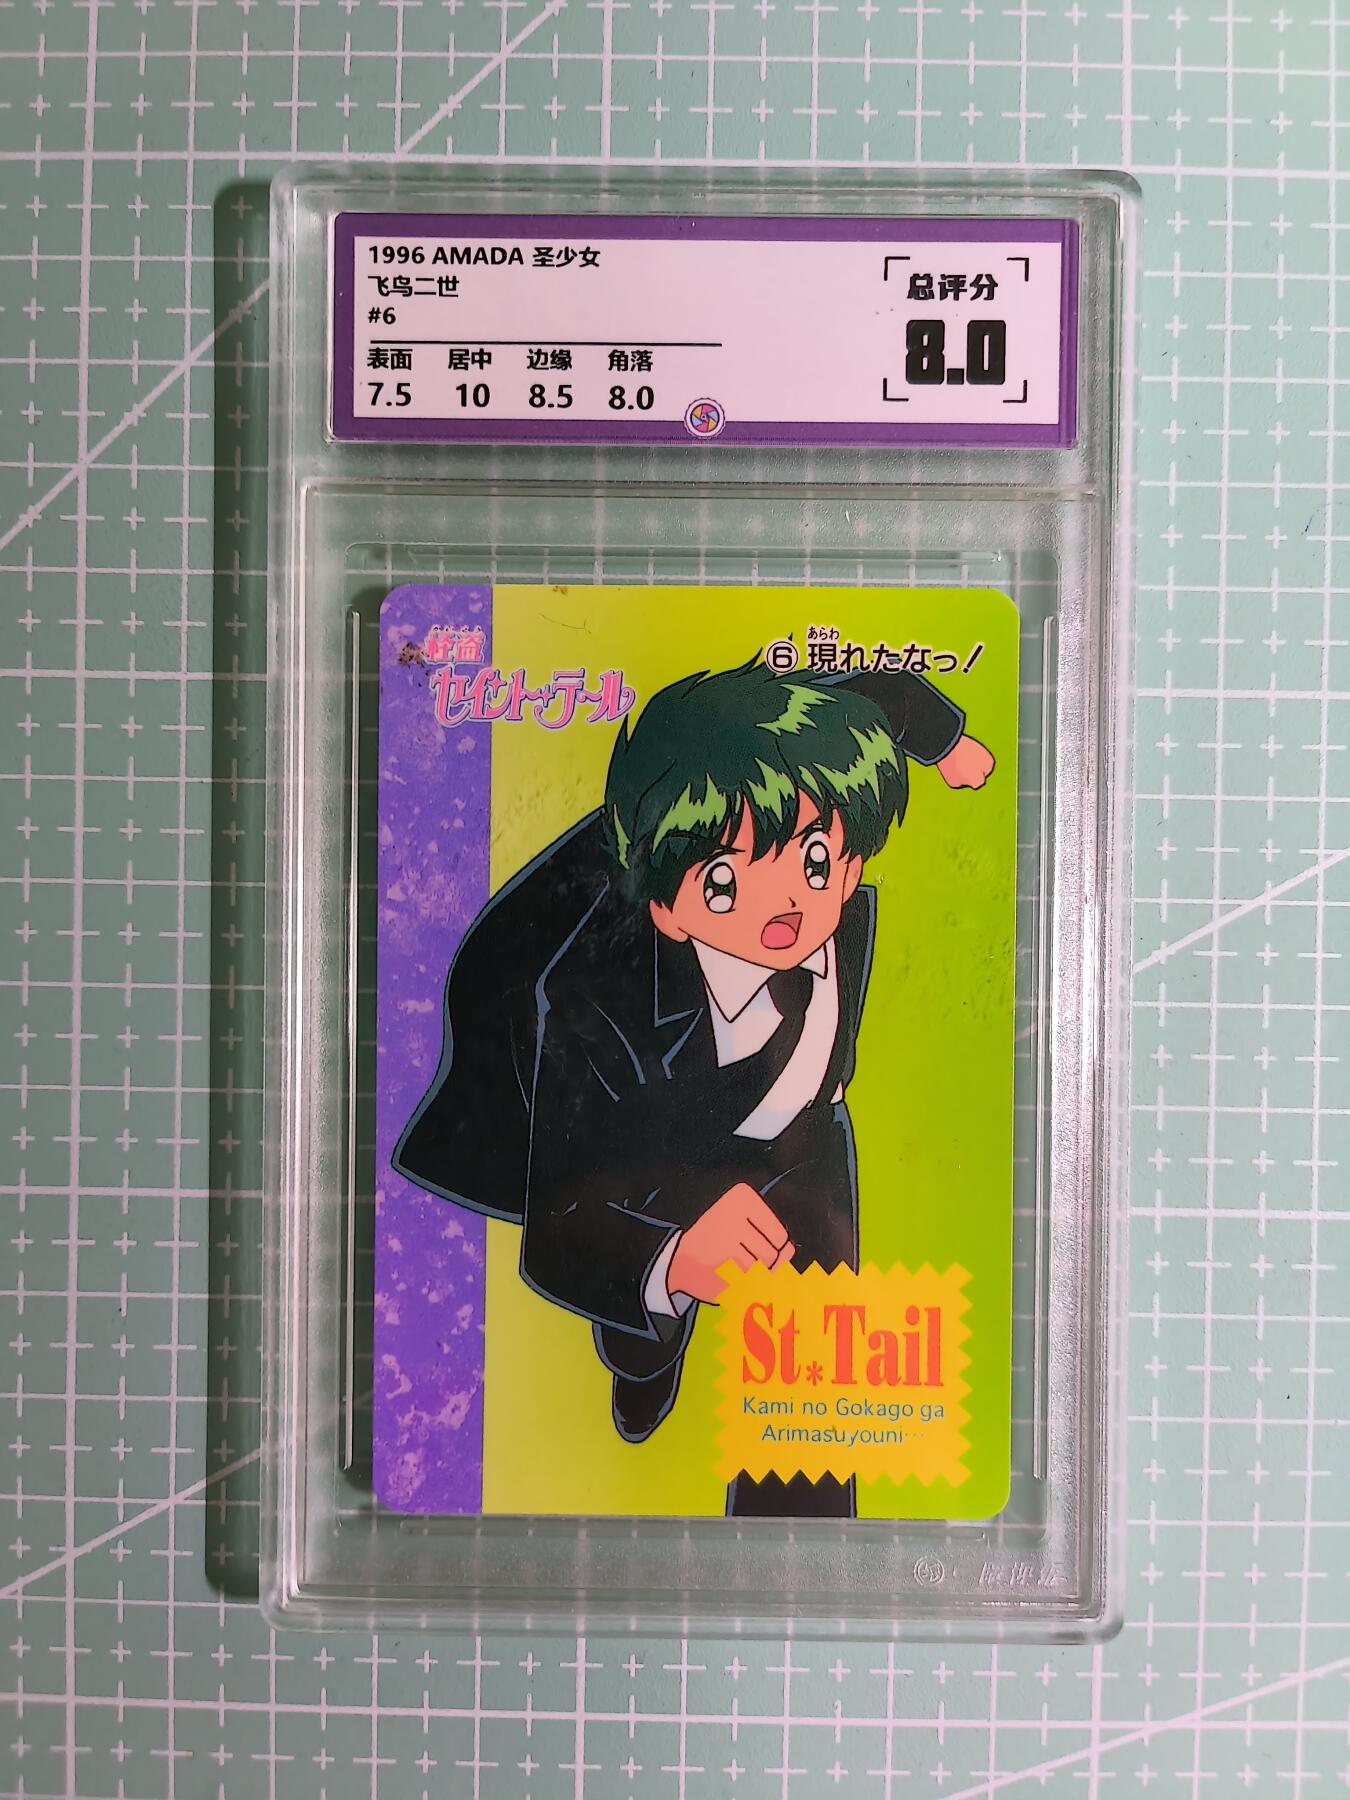 1996 AMADA 圣少女
飞鸟二世
#6
表面 居中 边缘 角落
7.5 10 8.5 8.0
总评分
8.0
怪盗
セイント・テール
あらわ
⑥現れたなっ!
St*Tail
Kami no Gokago ga
Arimasuyouni…